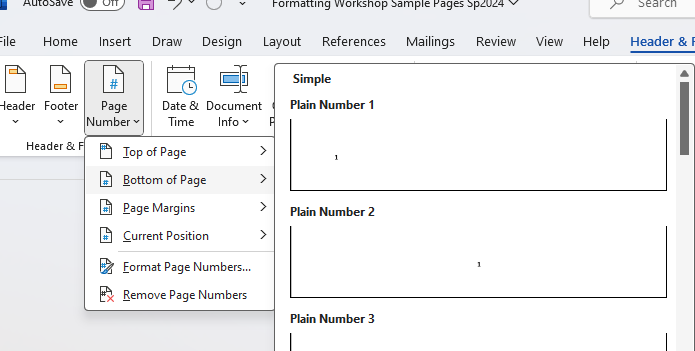 AutoSave Off Formatting Workshop Sample Pages Sp2024 Search
File Home Insert Draw Design Layout References Mailings Review View Help Header & F
Header Footer Page Number Date & Time Document Info
Header & F
Top of Page
Bottom of Page
Page Margins
Current Position
Format Page Numbers...
Remove Page Numbers
Simple
Plain Number 1
1
Plain Number 2
1
Plain Number 3